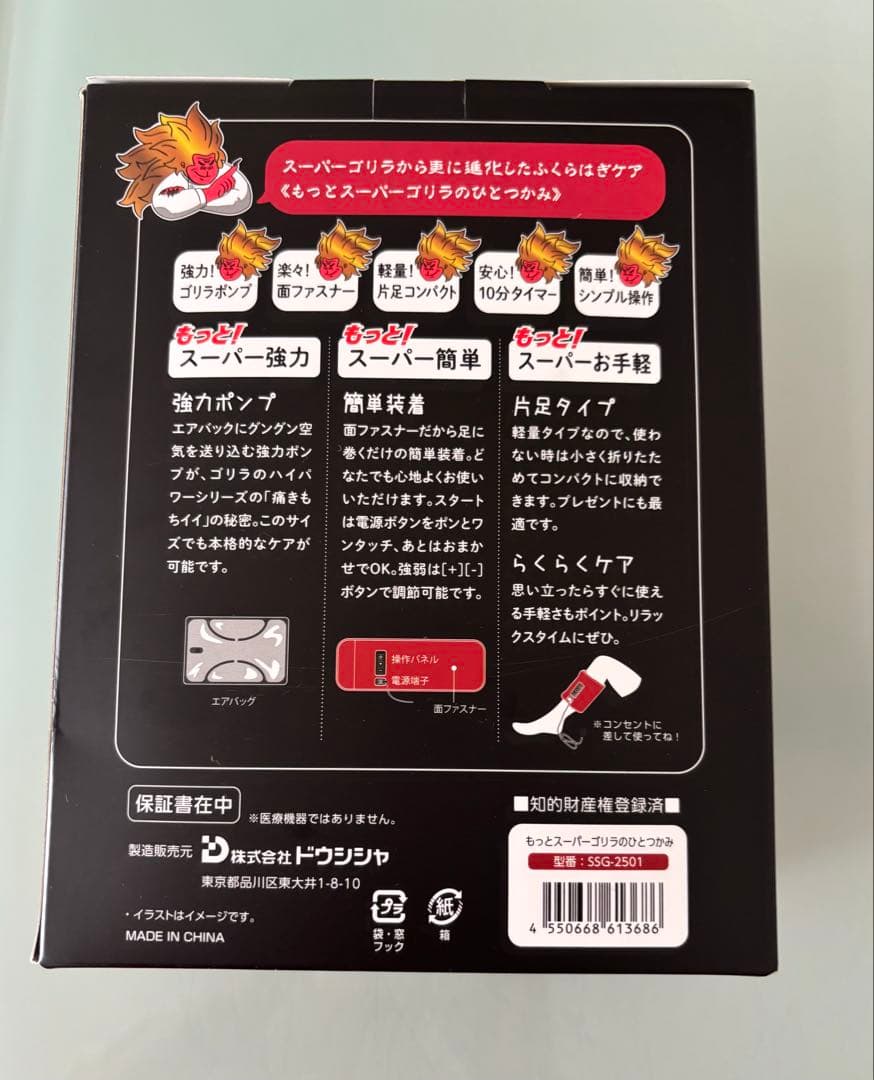 スーパーゴリラから更に進化したふくらはぎケア
《もっとスーパーゴリラのひとつかみ》
強力!
ゴリラポンプ
楽々!
面ファスナー
軽量!
片足コンパクト
安心!
10分タイマー
簡単!
シンプル操作
もっと!
スーパー強力
強力ポンプ
エアバックにグングン空
気を送り込む強力ポン
プが、ゴリラのハイパ
ワーシリーズの「痛きも
ちイイ」の秘密。このサイ
ズでも本格的なケアが
可能です。
エアバッグ
もっと!
スーパー簡単
簡単装着
面ファスナーだから足に
巻くだけの簡単装着。ど
なたでも心地よくお使い
いただけます。スタート
は電源ボタンをポンとワ
ンタッチ、あとはおまか
せでOK。強弱は[+][-]
ボタンで調節可能です。
操作パネル
電源端子
面ファスナー
もっと!
スーパーお手軽
片足タイプ
軽量タイプなので、使わ
ない時は小さく折りたた
めてコンパクトに収納で
きます。プレゼントにも最
適です。
らくらくケア
思い立ったらすぐに使え
る手軽さもポイント。リラッ
クスタイムにぜひ。
※コンセントに
差して使ってね!
保証書在中
※医療機器ではありません。
製造販売元
株式会社ドウシシャ
東京都品川区東大井1-8-10
・イラストはイメージです。
MADE IN CHINA
プラ
袋・窓
フック
紙
箱
■知的財産権登録済■
もっとスーパーゴリラのひとつかみ
型番:SSG-2501
4 550668 613686